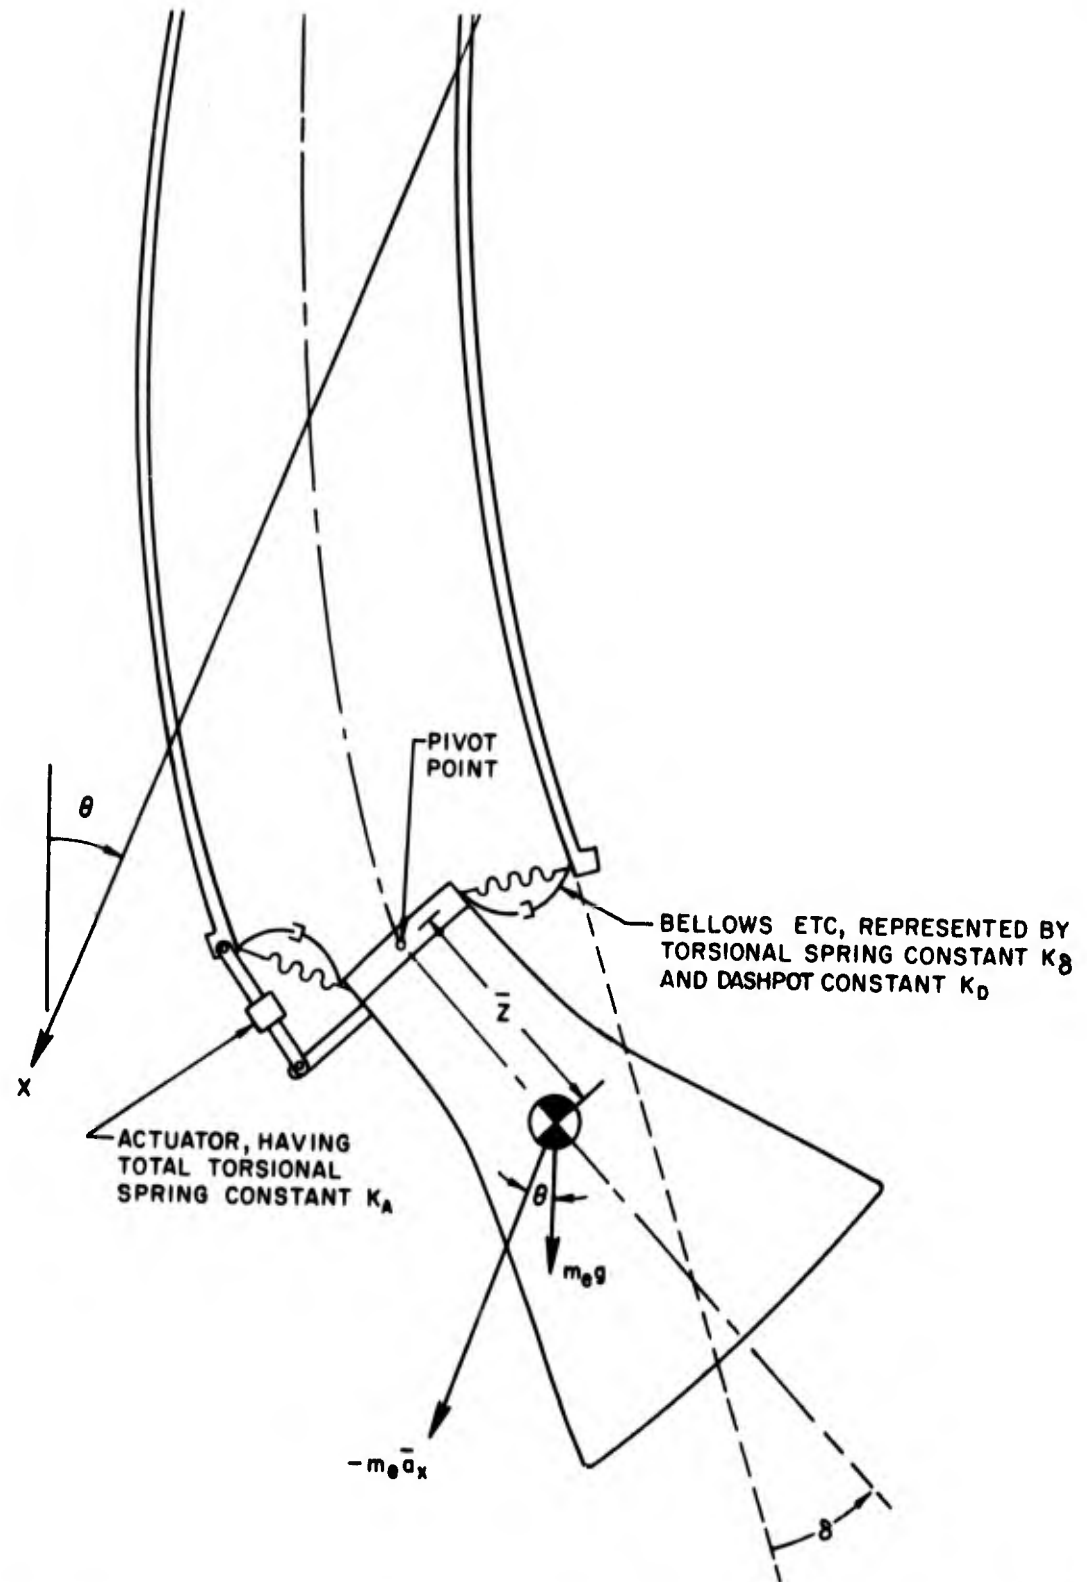 PIVOT
POINT
θ
BELLOWS ETC, REPRESENTED BY
TORSIONAL SPRING CONSTANT Kδ
AND DASHPOT CONSTANT KD
z̄
x
ACTUATOR, HAVING
TOTAL TORSIONAL
SPRING CONSTANT KA
θ
meg
-meāx
δ